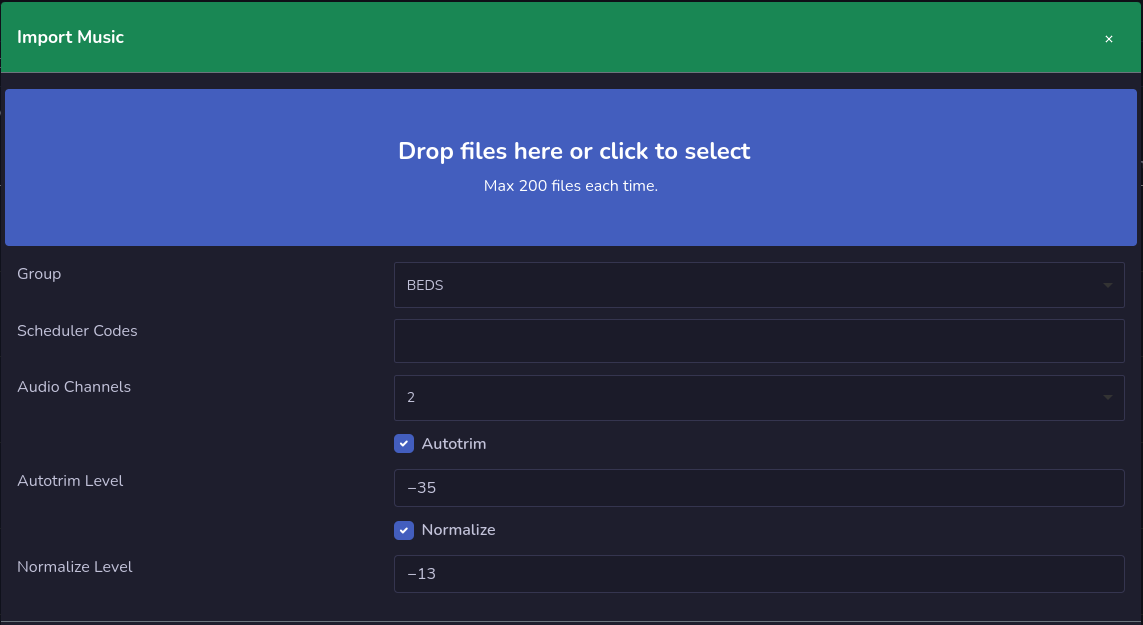 Import Music ×
Drop files here or click to select
Max 200 files each time.
Group
BEDS
Scheduler Codes
Audio Channels
2
Autotrim
Autotrim Level
−35
Normalize
Normalize Level
−13